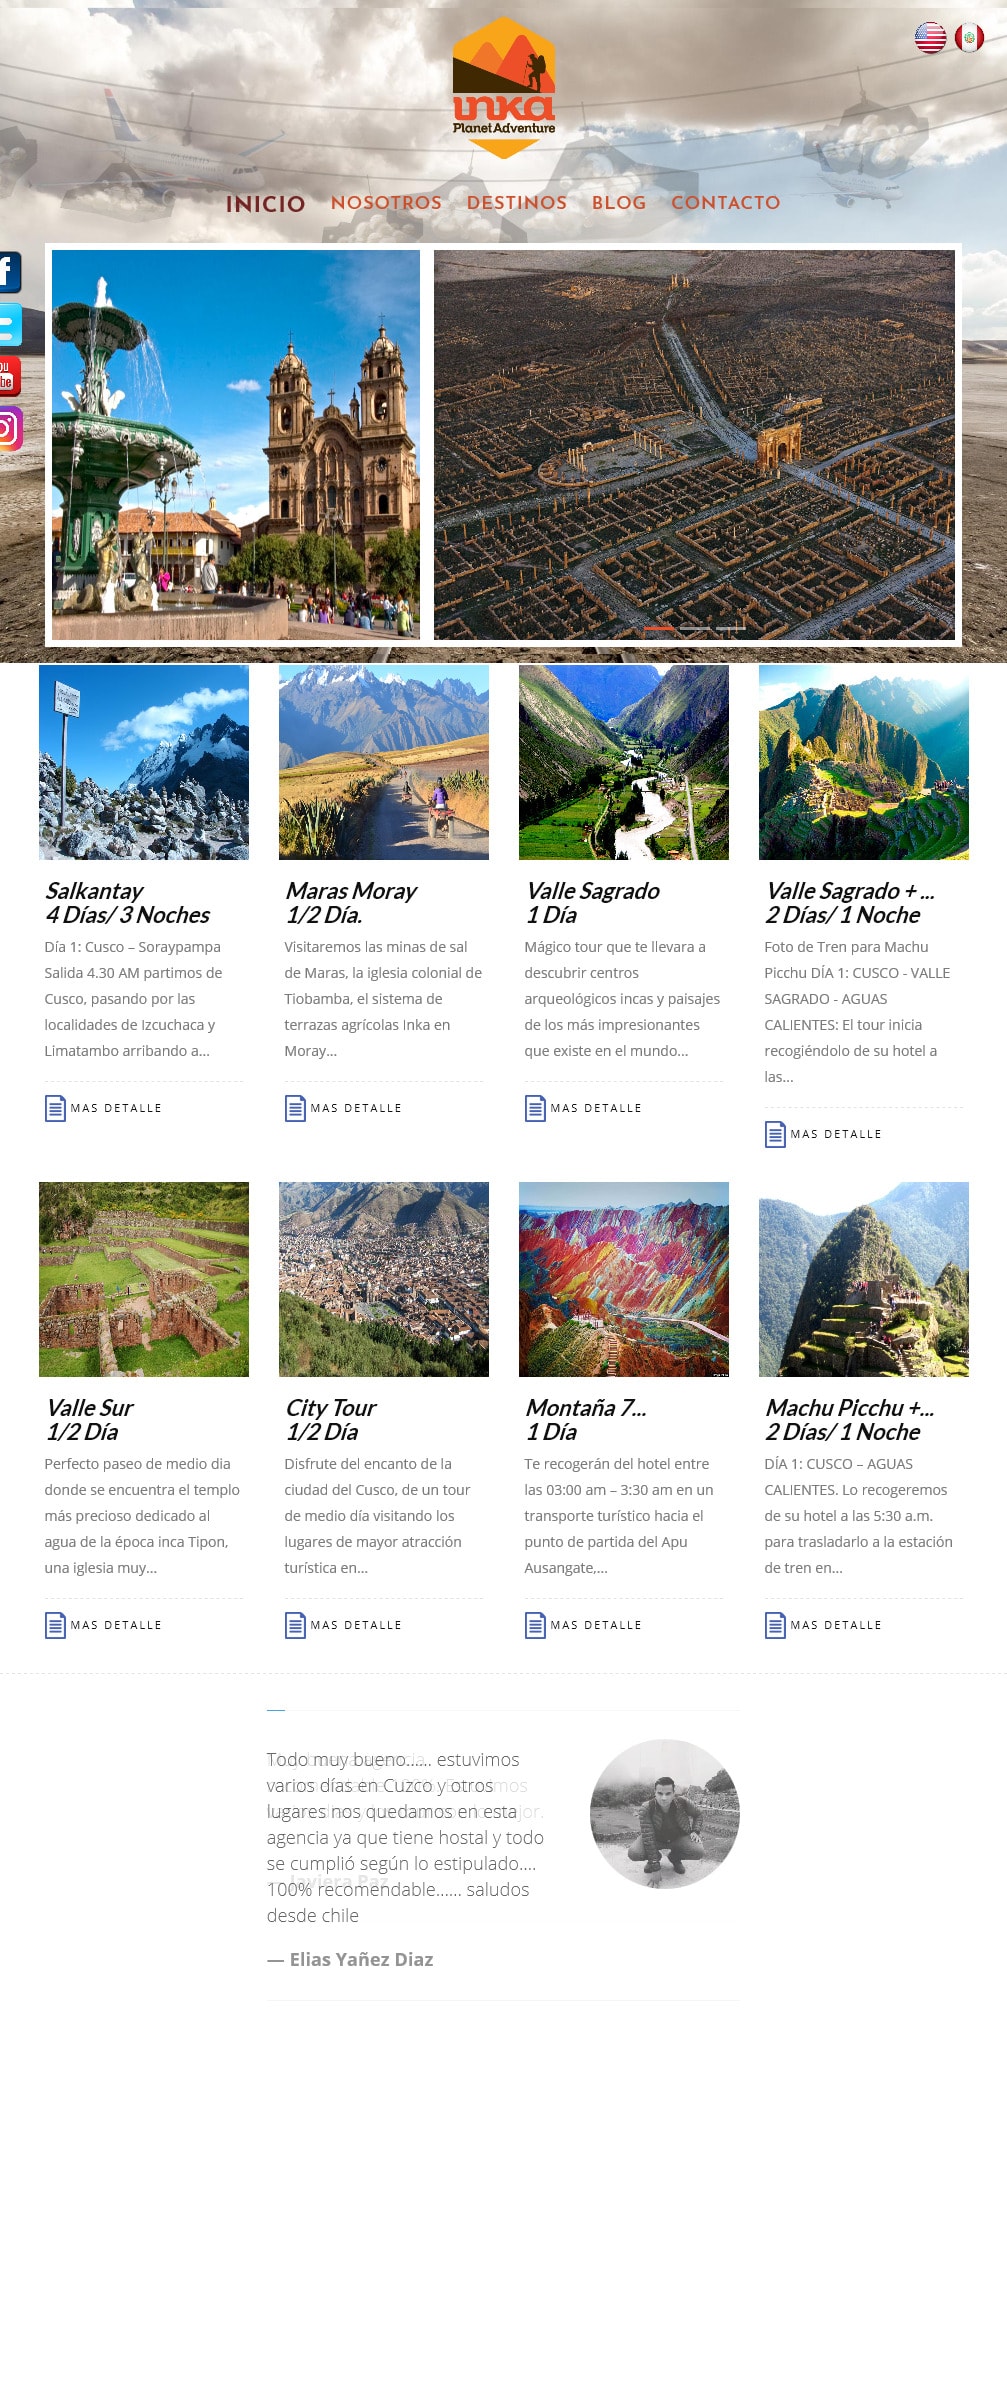 inka
Planet Adventure
INICIO NOSOTROS DESTINOS BLOG CONTACTO
f
You
Salkantay
4 Días/ 3 Noches
Día 1: Cusco – Soraypampa
Salida 4.30 AM partimos de
Cusco, pasando por las
localidades de Izcuchaca y
Limatambo arribando a...
MAS DETALLE
Maras Moray
1/2 Día.
Visitaremos las minas de sal
de Maras, la iglesia colonial de
Tiobamba, el sistema de
terrazas agrícolas Inka en
Moray...
MAS DETALLE
Valle Sagrado
1 Día
Mágico tour que te llevara a
descubrir centros
arqueológicos incas y paisajes
de los más impresionantes
que existe en el mundo...
MAS DETALLE
Valle Sagrado + ...
2 Días/ 1 Noche
Foto de Tren para Machu
Picchu DÍA 1: CUSCO - VALLE
SAGRADO - AGUAS
CALIENTES: El tour inicia
recogiéndolo de su hotel a
las...
MAS DETALLE
Valle Sur
1/2 Día
Perfecto paseo de medio dia
donde se encuentra el templo
más precioso dedicado al
agua de la época inca Tipon,
una iglesia muy...
MAS DETALLE
City Tour
1/2 Día
Disfrute del encanto de la
ciudad del Cusco, de un tour
de medio día visitando los
lugares de mayor atracción
turística en...
MAS DETALLE
Montaña 7...
1 Día
Te recogerán del hotel entre
las 03:00 am – 3:30 am en un
transporte turístico hacia el
punto de partida del Apu
Ausangate,...
MAS DETALLE
Machu Picchu +...
2 Días/ 1 Noche
DÍA 1: CUSCO – AGUAS
CALIENTES. Lo recogeremos
de su hotel a las 5:30 a.m.
para trasladarlo a la estación
de tren en...
MAS DETALLE
Todo muy bueno...... estuvimos
varios días en Cuzco y otros
lugares nos quedamos en esta
agencia ya que tiene hostal y todo
se cumplió según lo estipulado....
100% recomendable...... saludos
desde chile
— Javiera Paz
— Elias Yañez Diaz